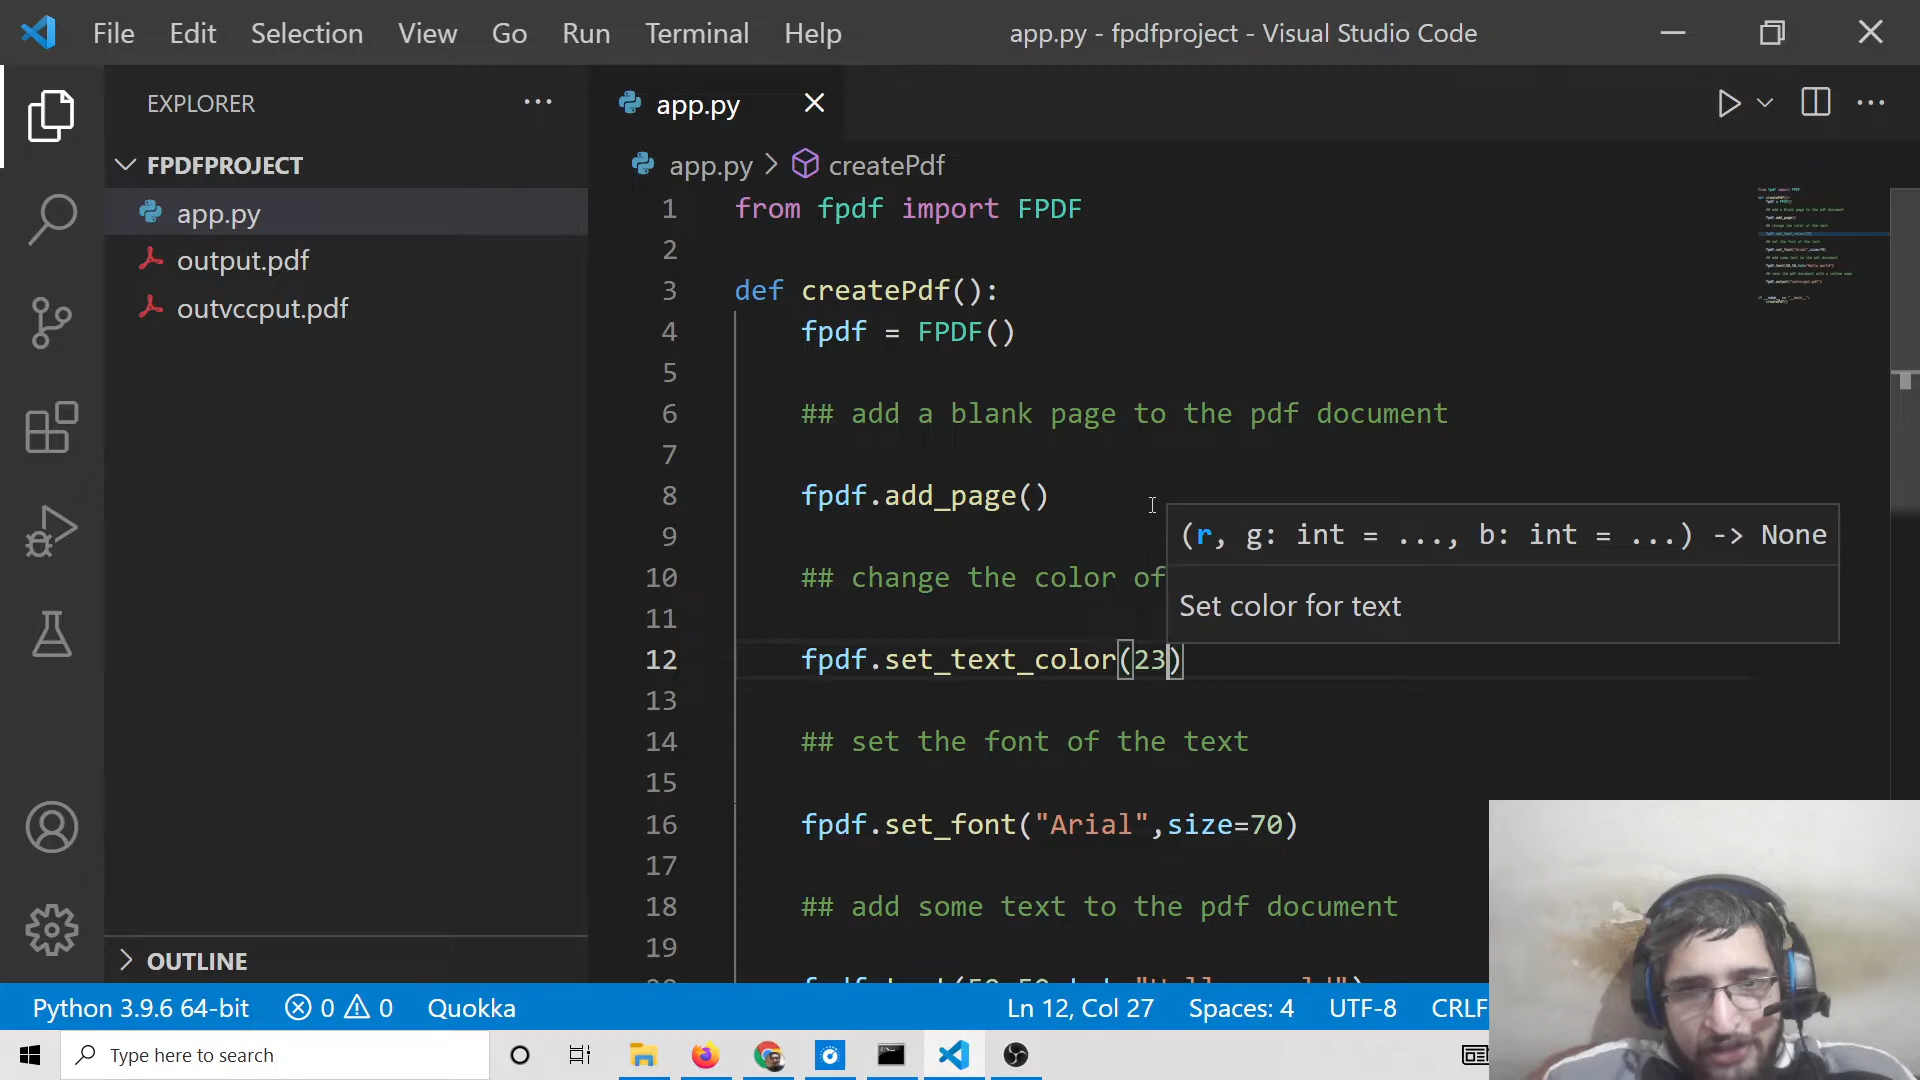 File Edit Selection View Go Run Terminal Help app.py - fpdfproject - Visual Studio Code
EXPLORER
FPDFPROJECT
app.py
output.pdf
outvccput.pdf
OUTLINE
app.py
app.py > createPdf
1 from fpdf import FPDF
2
3 def createPdf():
4 fpdf = FPDF()
5
6 ## add a blank page to the pdf document
7
8 fpdf.add_page()
9
(r, g: int = ..., b: int = ...) -> None
10 ## change the color of
Set color for text
11
12 fpdf.set_text_color(23)
13
14 ## set the font of the text
15
16 fpdf.set_font("Arial",size=70)
17
18 ## add some text to the pdf document
19
Python 3.9.6 64-bit 0 0 Quokka Ln 12, Col 27 Spaces: 4 UTF-8 CRLF
Type here to search